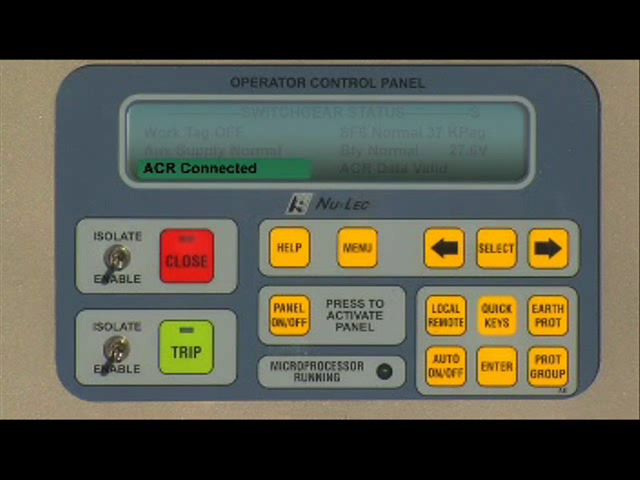 OPERATOR CONTROL PANEL
SWITCHGEAR STATUS S
Work Tag OFF SF6 Normal 37 KPag
Aux Supply Normal Bty Normal 27.6V
ACR Connected ACR Data Valid
Nu-Lec
ISOLATE
ENABLE
CLOSE
HELP
MENU
SELECT
ISOLATE
ENABLE
TRIP
PANEL
ON/OFF
PRESS TO
ACTIVATE
PANEL
MICROPROCESSOR
RUNNING
LOCAL
REMOTE
QUICK
KEYS
EARTH
PROT
AUTO
ON/OFF
ENTER
PROT
GROUP